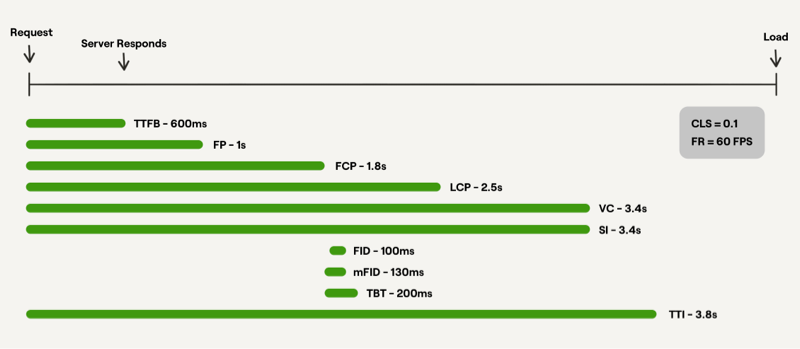 Request
Server Responds
Load
TTFB - 600ms
CLS = 0.1
FR = 60 FPS
FP - 1s
FCP - 1.8s
LCP - 2.5s
VC - 3.4s
SI - 3.4s
FID - 100ms
mFID - 130ms
TBT - 200ms
TTI - 3.8s